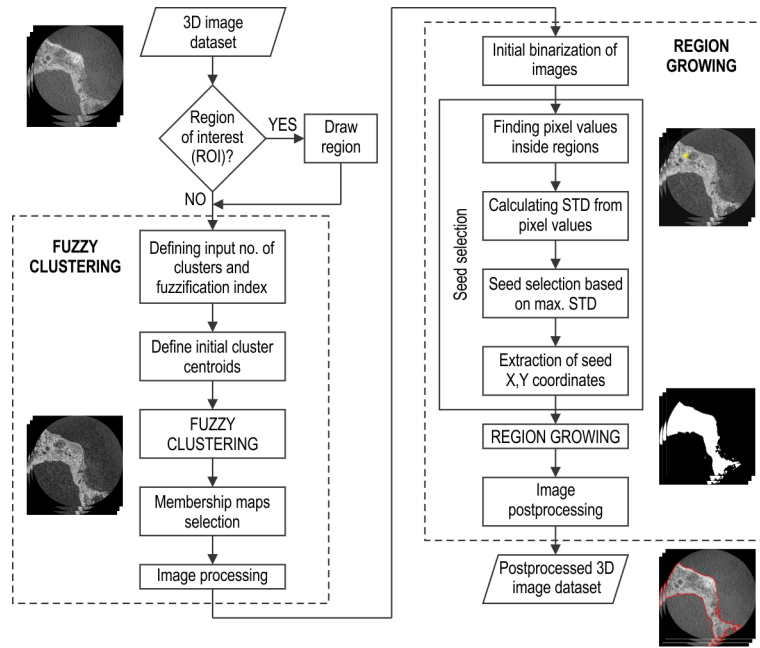 3D image
dataset
Region
of interest
(ROI)?
YES
Draw
region
NO
FUZZY
CLUSTERING
Defining input no. of
clusters and
fuzzification index
Define initial cluster
centroids
FUZZY
CLUSTERING
Membership maps
selection
Image processing
REGION
GROWING
Initial binarization of
images
Seed selection
Finding pixel values
inside regions
Calculating STD from
pixel values
Seed selection based
on max. STD
Extraction of seed
X,Y coordinates
REGION GROWING
Image
postprocessing
Postprocessed 3D
image dataset